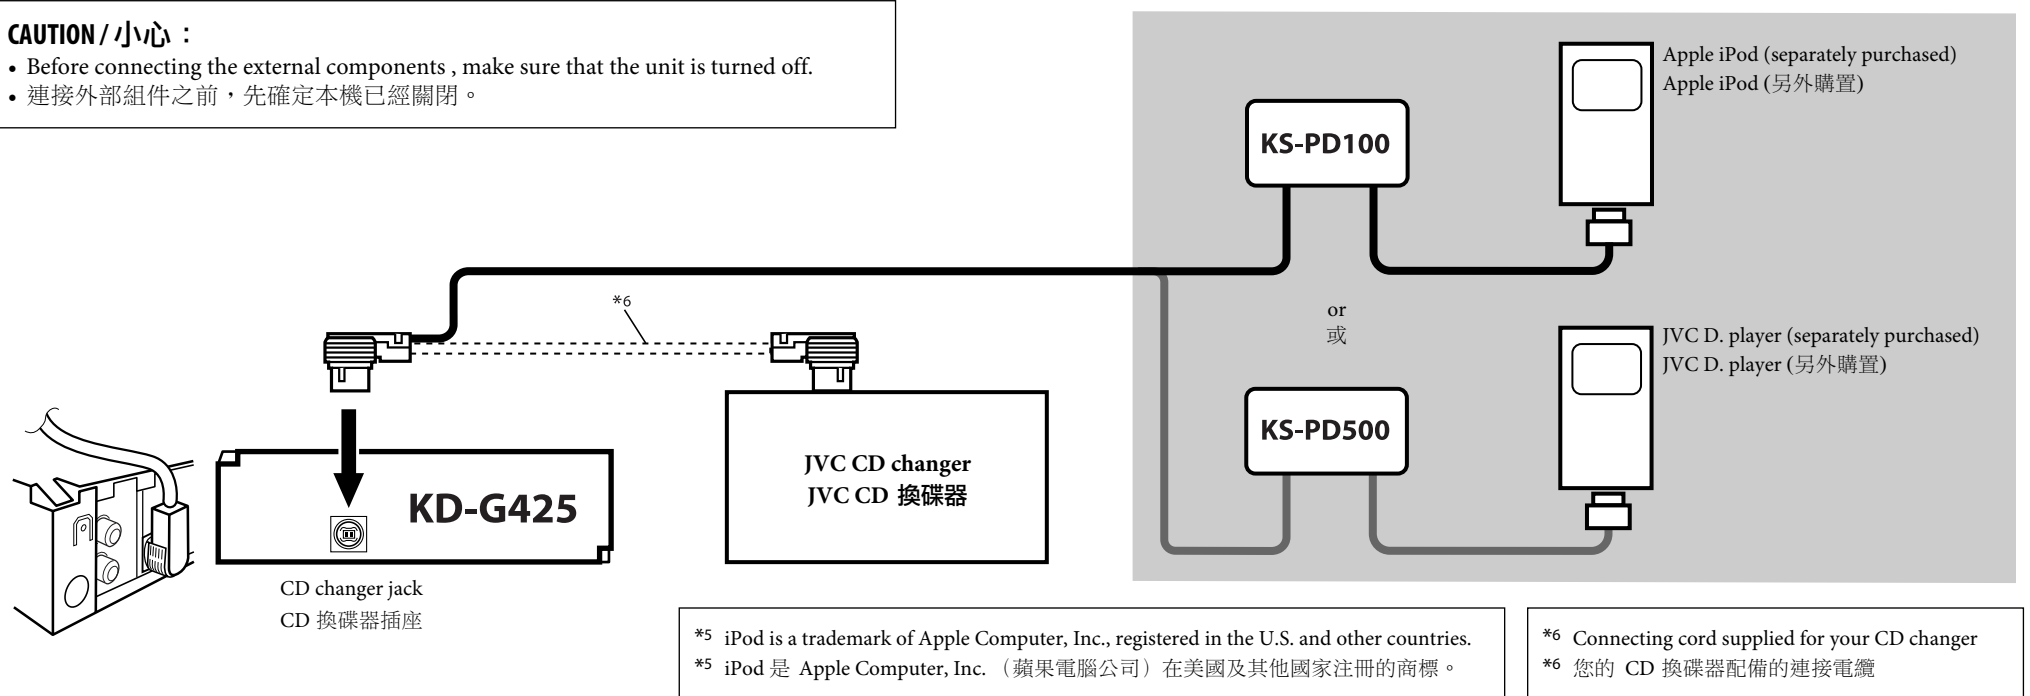 CAUTION / 小心：
• Before connecting the external components , make sure that the unit is turned off.
• 連接外部組件之前，先確定本機已經關閉。
Apple iPod (separately purchased)
Apple iPod (另外購置)
KS-PD100
*6
or
或
JVC D. player (separately purchased)
JVC D. player (另外購置)
KS-PD500
JVC CD changer
JVC CD 換碟器
KD-G425
CD changer jack
CD 換碟器插座
*5 iPod is a trademark of Apple Computer, Inc., registered in the U.S. and other countries.
*5 iPod 是 Apple Computer, Inc. （蘋果電腦公司）在美國及其他國家注冊的商標。
*6 Connecting cord supplied for your CD changer
*6 您的 CD 換碟器配備的連接電纜